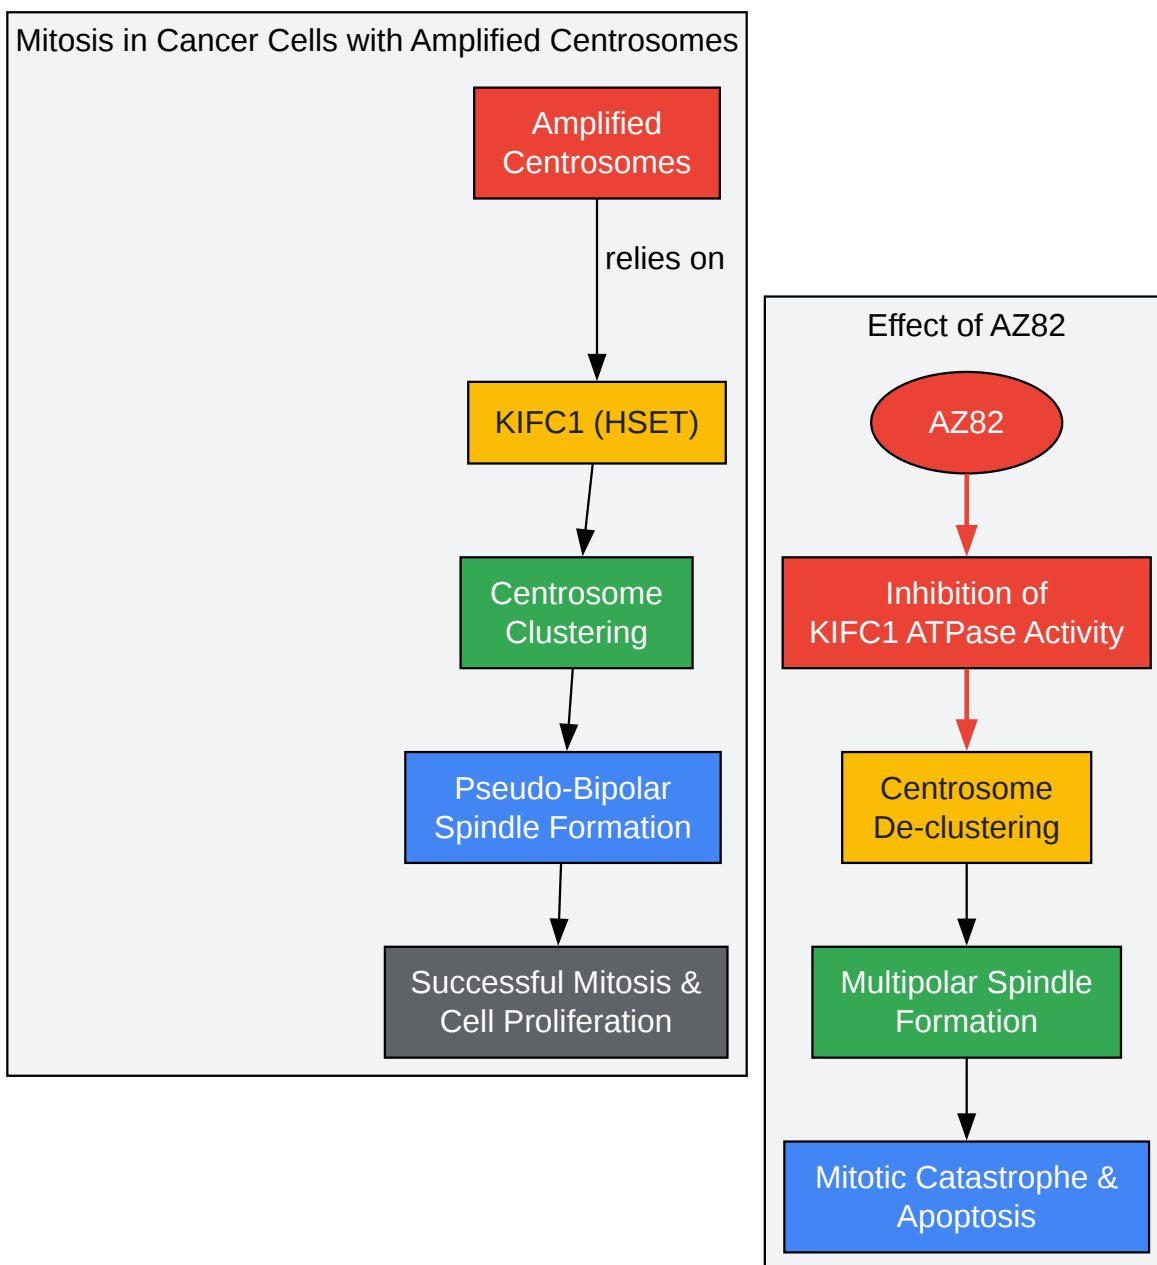 Mitosis in Cancer Cells with Amplified Centrosomes
Amplified
Centrosomes
relies on
KIFC1 (HSET)
Centrosome
Clustering
Pseudo-Bipolar
Spindle Formation
Successful Mitosis &
Cell Proliferation
Effect of AZ82
AZ82
Inhibition of
KIFC1 ATPase Activity
Centrosome
De-clustering
Multipolar Spindle
Formation
Mitotic Catastrophe &
Apoptosis